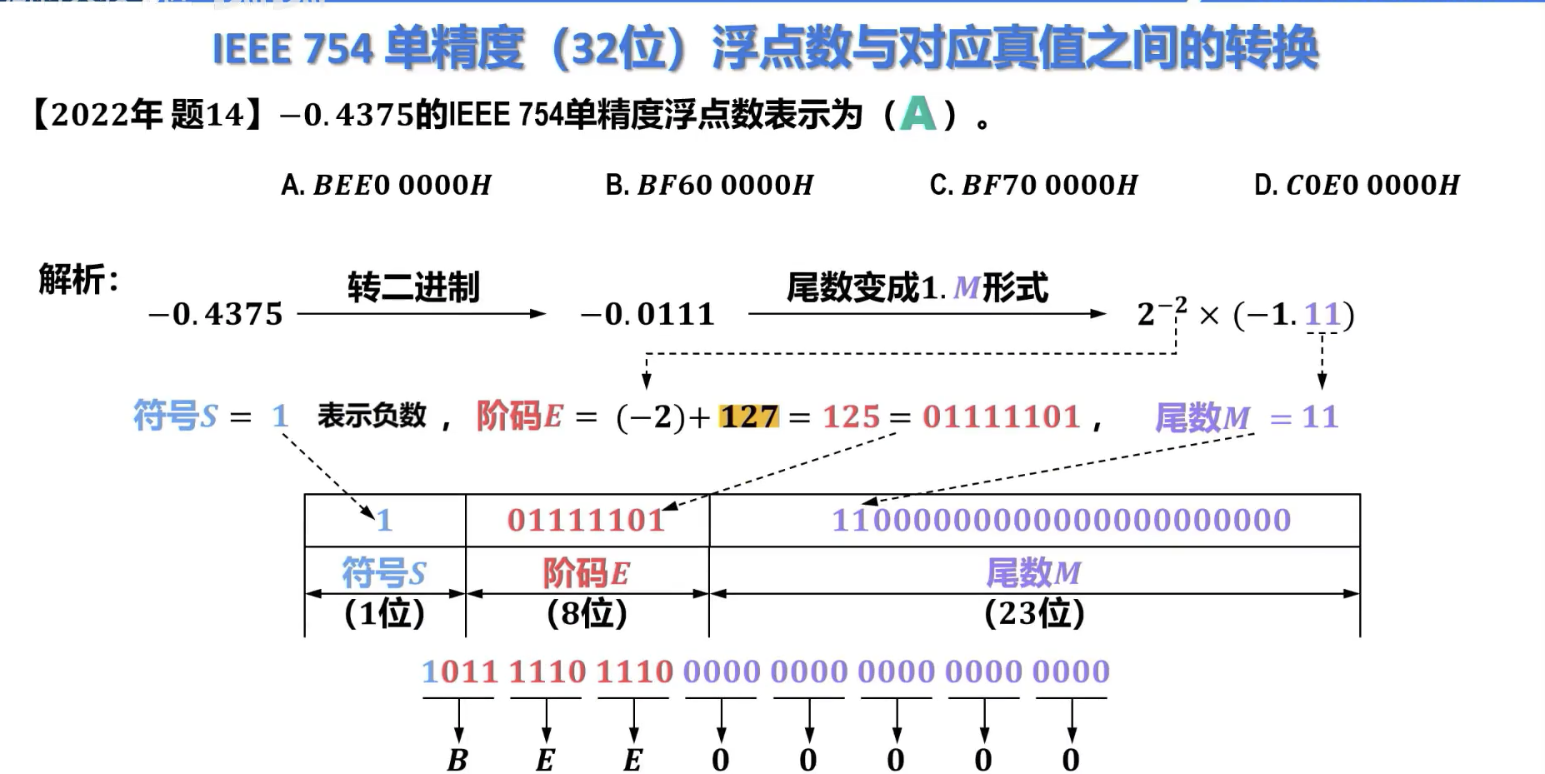 IEEE 754 单精度（32位）浮点数与对应真值之间的转换
【2022年 题14】−0.4375的IEEE 754单精度浮点数表示为（A）。
A. BEE0 0000H B. BF60 0000H C. BF70 0000H D. C0E0 0000H
解析：
转二进制 尾数变成1.M形式
−0.4375 −0.0111 2⁻² × (−1.11)
符号S = 1 表示负数， 阶码E = (−2)+ 127 = 125 = 01111101， 尾数M = 11
1 01111101 11000000000000000000000
符号S 阶码E 尾数M
(1位) (8位) (23位)
1011 1110 1110 0000 0000 0000 0000 0000
B E E 0 0 0 0 0